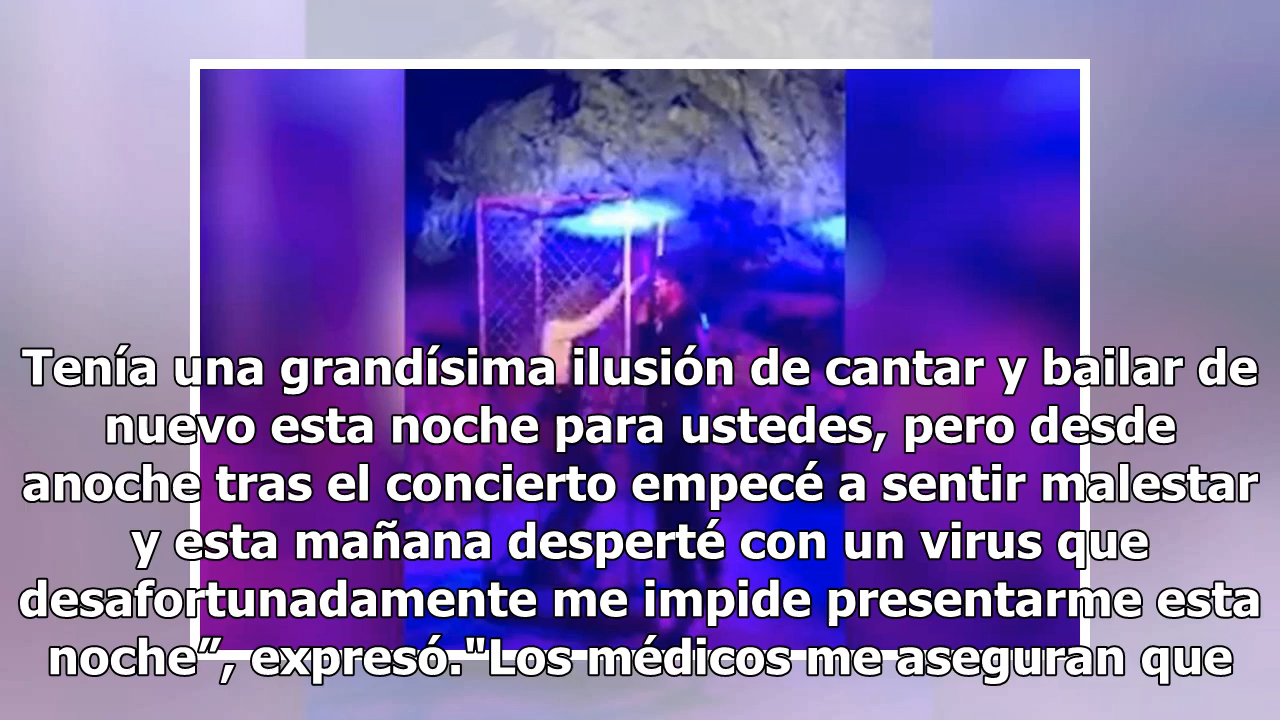 Tenía una grandísima ilusión de cantar y bailar de
nuevo esta noche para ustedes, pero desde
anoche tras el concierto empecé a sentir malestar
y esta mañana desperté con un virus que
desafortunadamente me impide presentarme esta
noche”, expresó."Los médicos me aseguran que